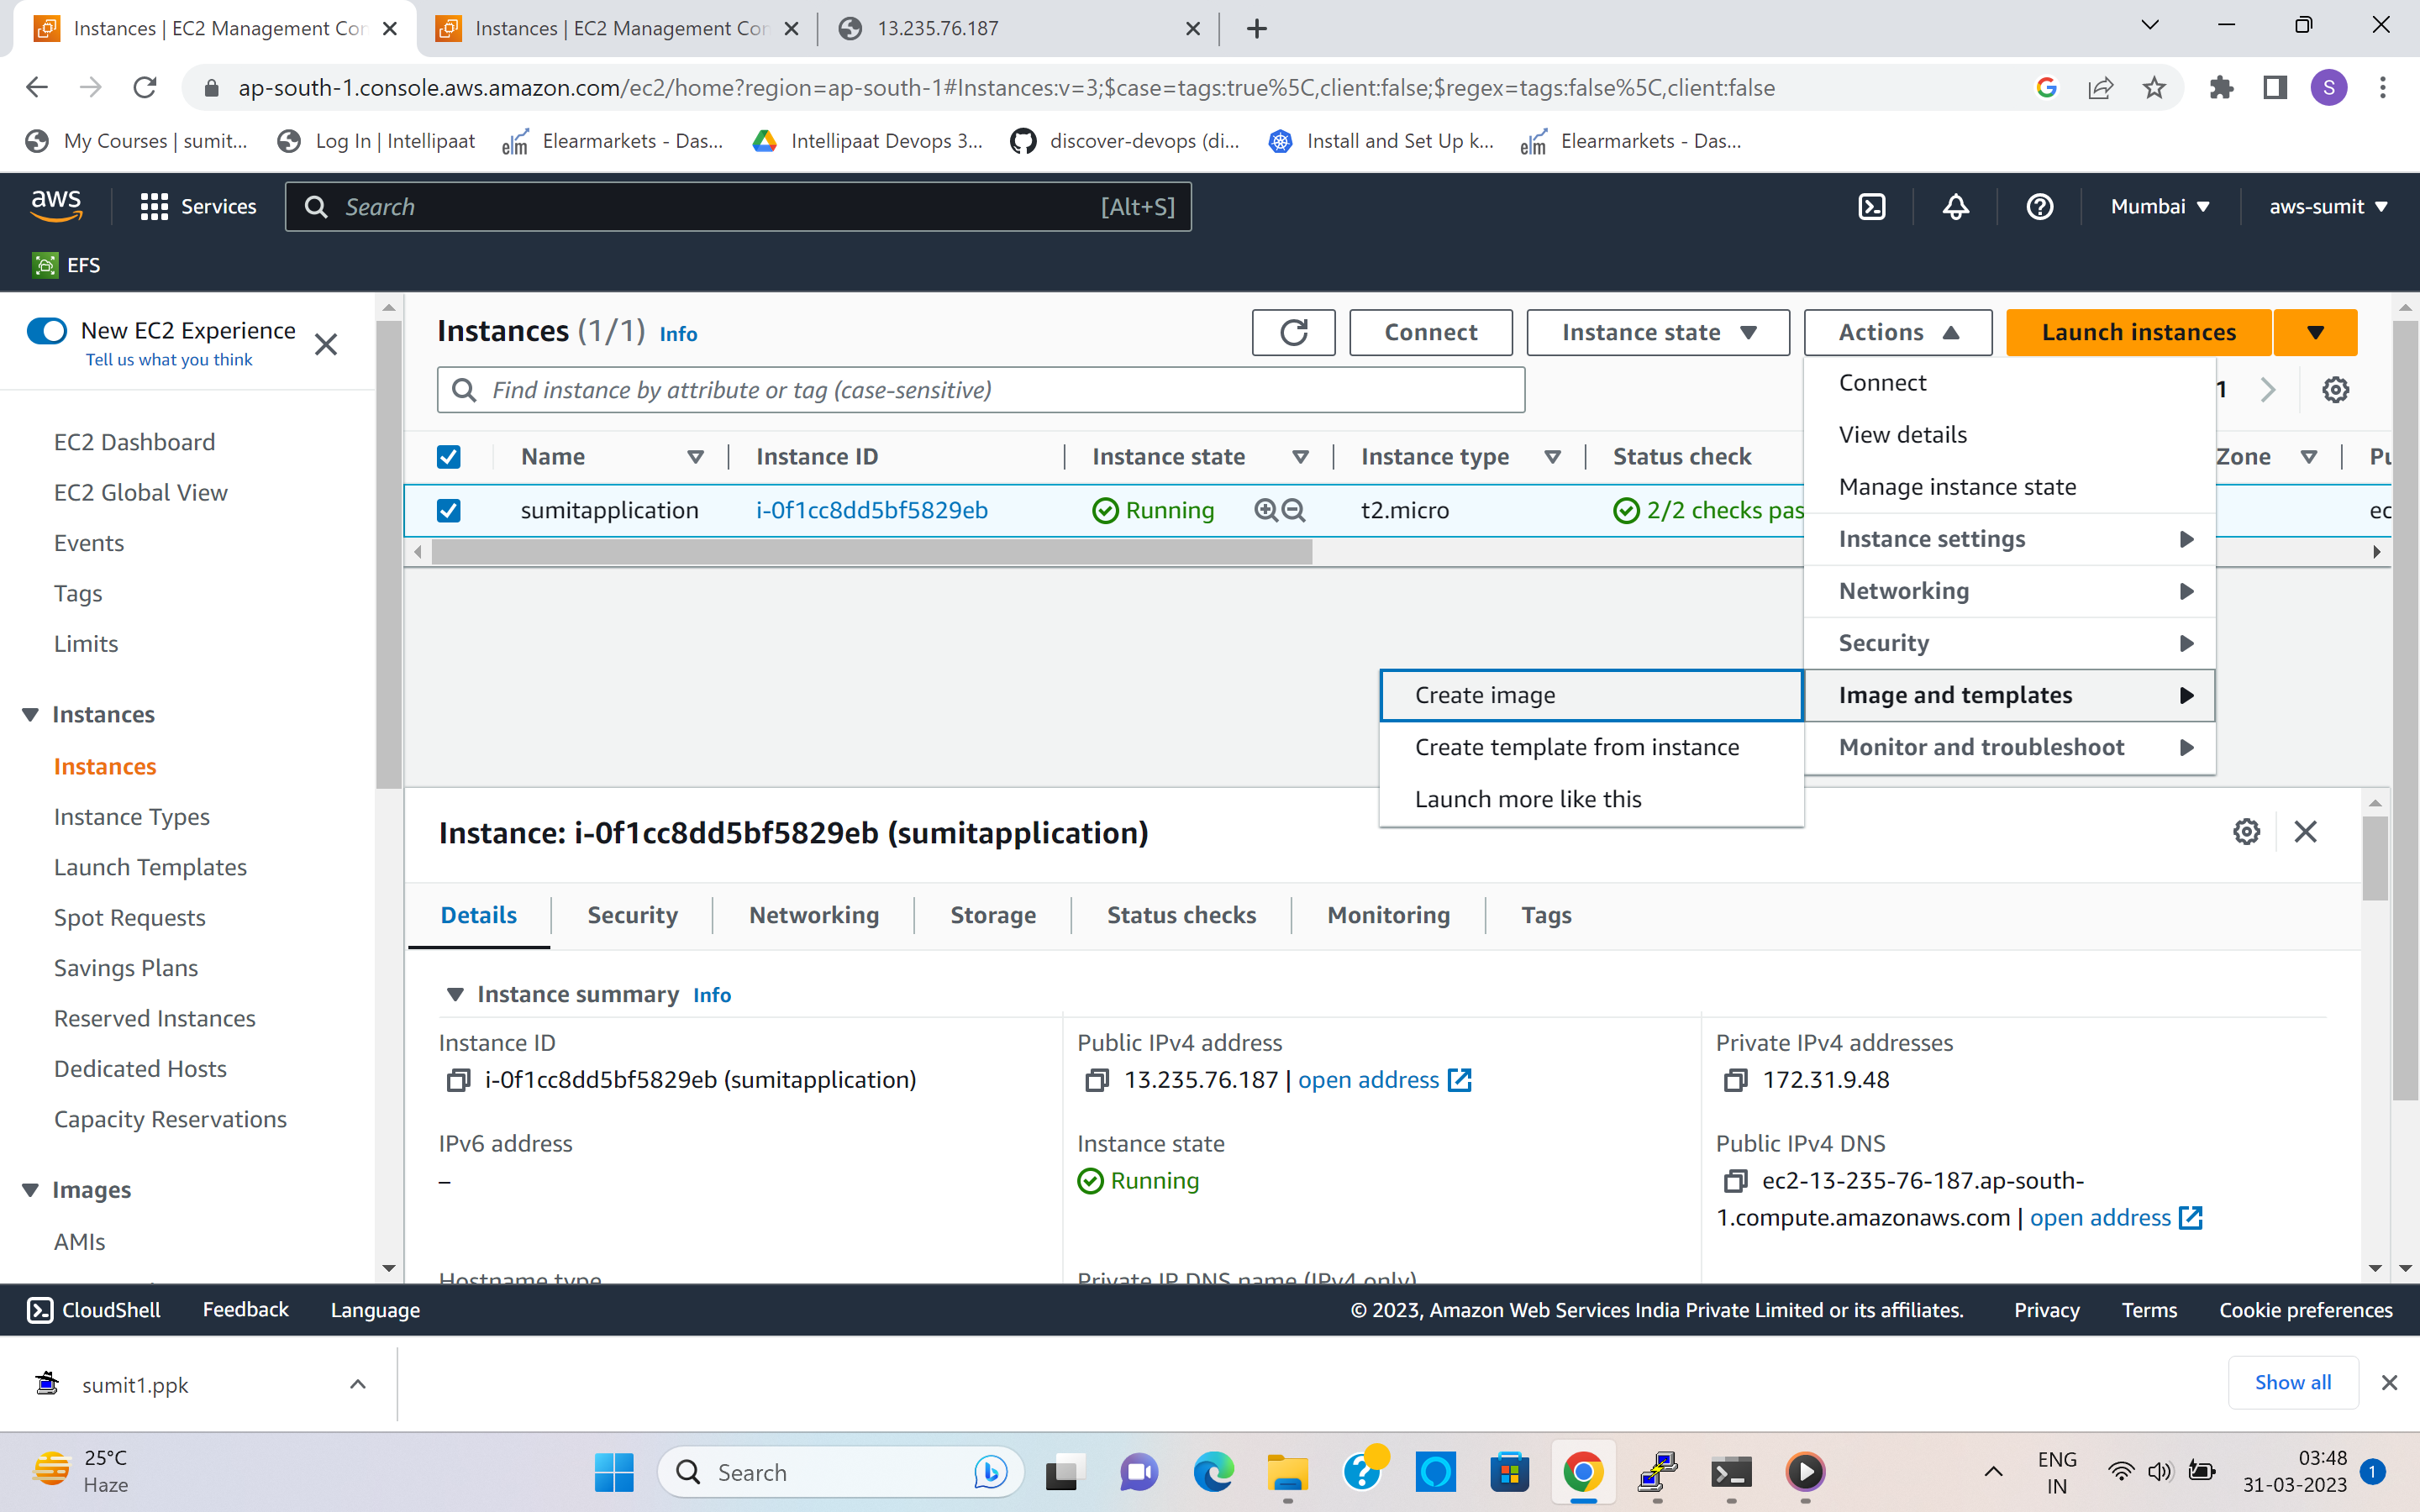 Instances | EC2 Management Con
Instances | EC2 Management Con
13.235.76.187
ap-south-1.console.aws.amazon.com/ec2/home?region=ap-south-1#Instances:v=3;$case=tags:true%5C,client:false;$regex=tags:false%5C,client:false
S
My Courses | sumit...
Log In | Intellipaat
elm Elearmarkets - Das...
Intellipaat Devops 3...
discover-devops (di...
Install and Set Up k...
elm Elearmarkets - Das...
aws
Services
Search [Alt+S]
Mumbai
aws-sumit
EFS
New EC2 Experience
Tell us what you think
EC2 Dashboard
EC2 Global View
Events
Tags
Limits
Instances
Instances
Instance Types
Launch Templates
Spot Requests
Savings Plans
Reserved Instances
Dedicated Hosts
Capacity Reservations
Images
AMIs
Instances (1/1) Info
Connect
Instance state
Actions
Launch instances
Find instance by attribute or tag (case-sensitive)
1
Name
Instance ID
Instance state
Instance type
Status check
Zone
Pu
sumitapplication
i-0f1cc8dd5bf5829eb
Running
t2.micro
2/2 checks pas
ec
Connect
View details
Manage instance state
Instance settings
Networking
Security
Image and templates
Monitor and troubleshoot
Create image
Create template from instance
Launch more like this
Instance: i-0f1cc8dd5bf5829eb (sumitapplication)
Details
Security
Networking
Storage
Status checks
Monitoring
Tags
Instance summary Info
Instance ID
i-0f1cc8dd5bf5829eb (sumitapplication)
Public IPv4 address
13.235.76.187 | open address
Private IPv4 addresses
172.31.9.48
IPv6 address
–
Instance state
Running
Public IPv4 DNS
ec2-13-235-76-187.ap-south-
1.compute.amazonaws.com | open address
Hostname type
Private IP DNS name (IPv4 only)
CloudShell
Feedback
Language
© 2023, Amazon Web Services India Private Limited or its affiliates.
Privacy
Terms
Cookie preferences
sumit1.ppk
Show all
25°C
Haze
Search
ENG
IN
03:48
31-03-2023
1